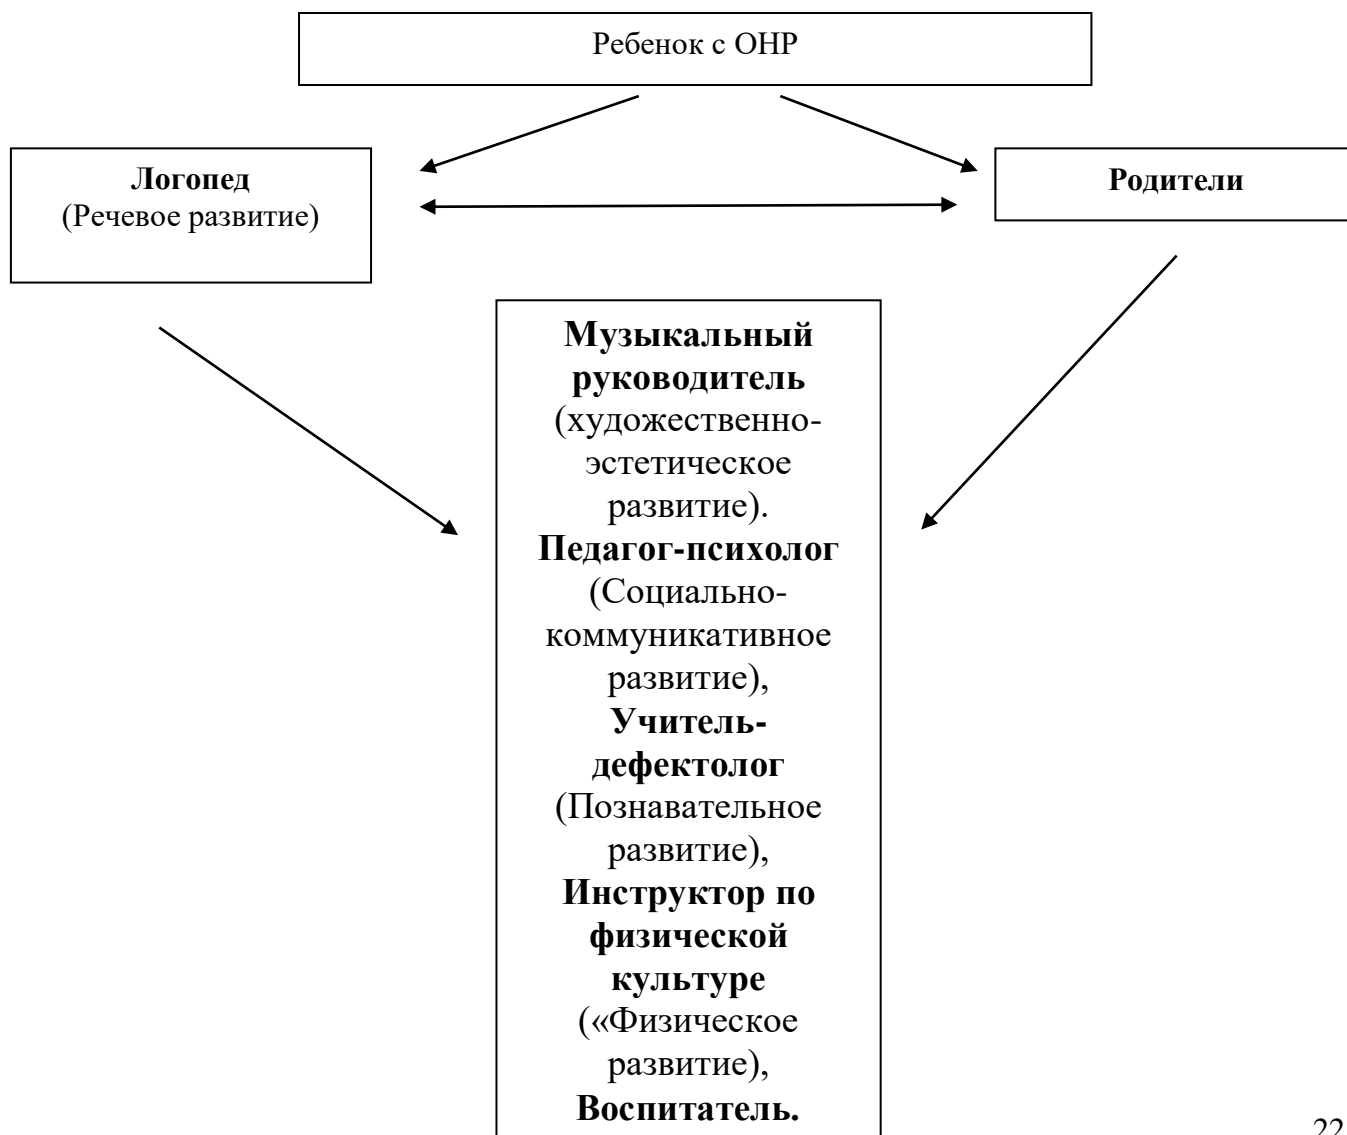 Ребенок с ОНР
Логопед
(Речевое развитие)
Родители
Музыкальный
руководитель
(художественно-
эстетическое
развитие).
Педагог-психолог
(Социально-
коммуникативное
развитие),
Учитель-
дефектолог
(Познавательное
развитие),
Инструктор по
физической
культуре
(«Физическое
развитие),
Воспитатель.
22